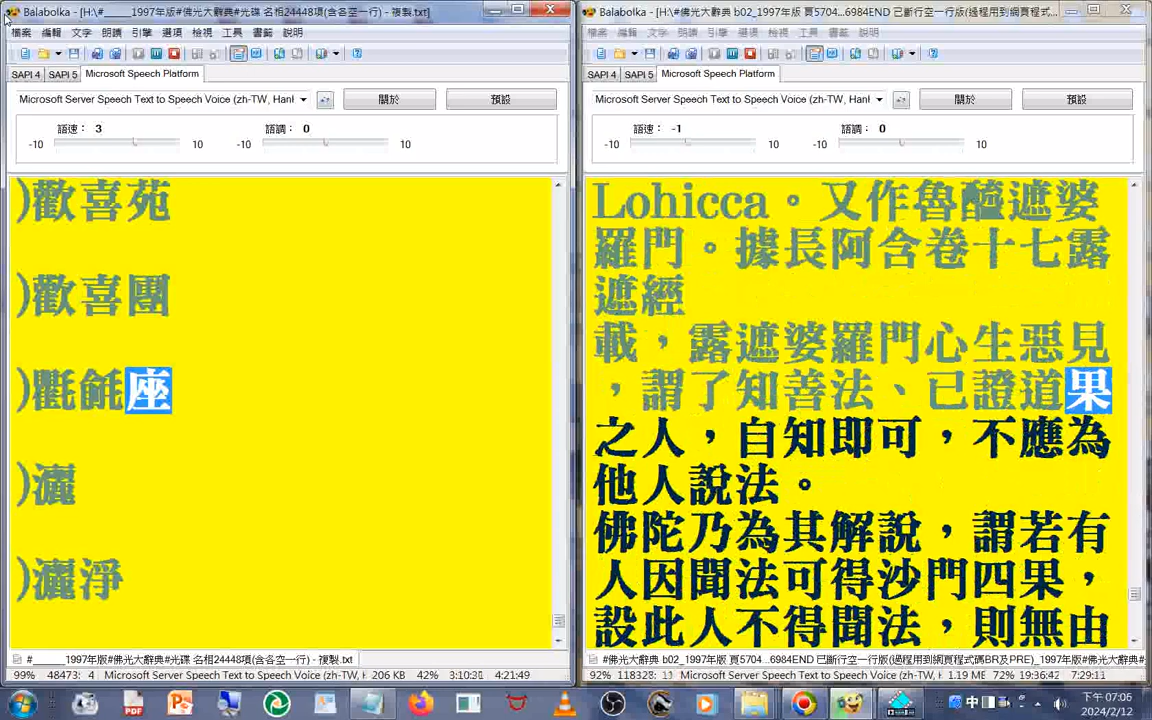 Balabolka - [H:\#_____1997年版#佛光大辭典#光碟 名相24448項(含各空一行) - 複製.txt]
檔案 編輯 文字 朗讀 引擎 選項 檢視 工具 書籤 說明
SAPI 4 SAPI 5 Microsoft Speech Platform
Microsoft Server Speech Text to Speech Voice (zh-TW, Hanl
關於 預設
語速： 3 語調： 0
-10 10 -10 10
)歡喜苑
)歡喜團
)氍毹座
)灑
)灑淨
#_____1997年版#佛光大辭典#光碟 名相24448項(含各空一行) - 複製.txt
99% 48473: 4 Microsoft Server Speech Text to Speech Voice (zh-TW, H 206 KB 42% 3:10:3 4:21:49
Balabolka - [H:\#佛光大辭典 b02_1997年版 頁5704...6984END 已斷行空一行版(過程用到網頁程式...
檔案 編輯 文字 朗讀 引擎 選項 檢視 工具 書籤 說明
SAPI 4 SAPI 5 Microsoft Speech Platform
Microsoft Server Speech Text to Speech Voice (zh-TW, Hanl
關於 預設
語速： -1 語調： 0
-10 10 -10 10
Lohicca。又作魯醯遮婆
羅門。據長阿含卷十七露
遮經
載，露遮婆羅門心生惡見
，謂了知善法、已證道果
之人，自知即可，不應為
他人說法。
佛陀乃為其解說，謂若有
人因聞法可得沙門四果，
設此人不得聞法，則無由
#佛光大辭典 b02_1997年版 頁5704...6984END 已斷行空一行版(過程用到網頁程式碼BR及PRE)_1997年版#佛光大辭典#
92% 118328: 1 Microsoft Server Speech Text to Speech Voice (zh-TW, H 1.19 MB 72% 19:36:42 7:29:11
下午 07:06
2024/2/12